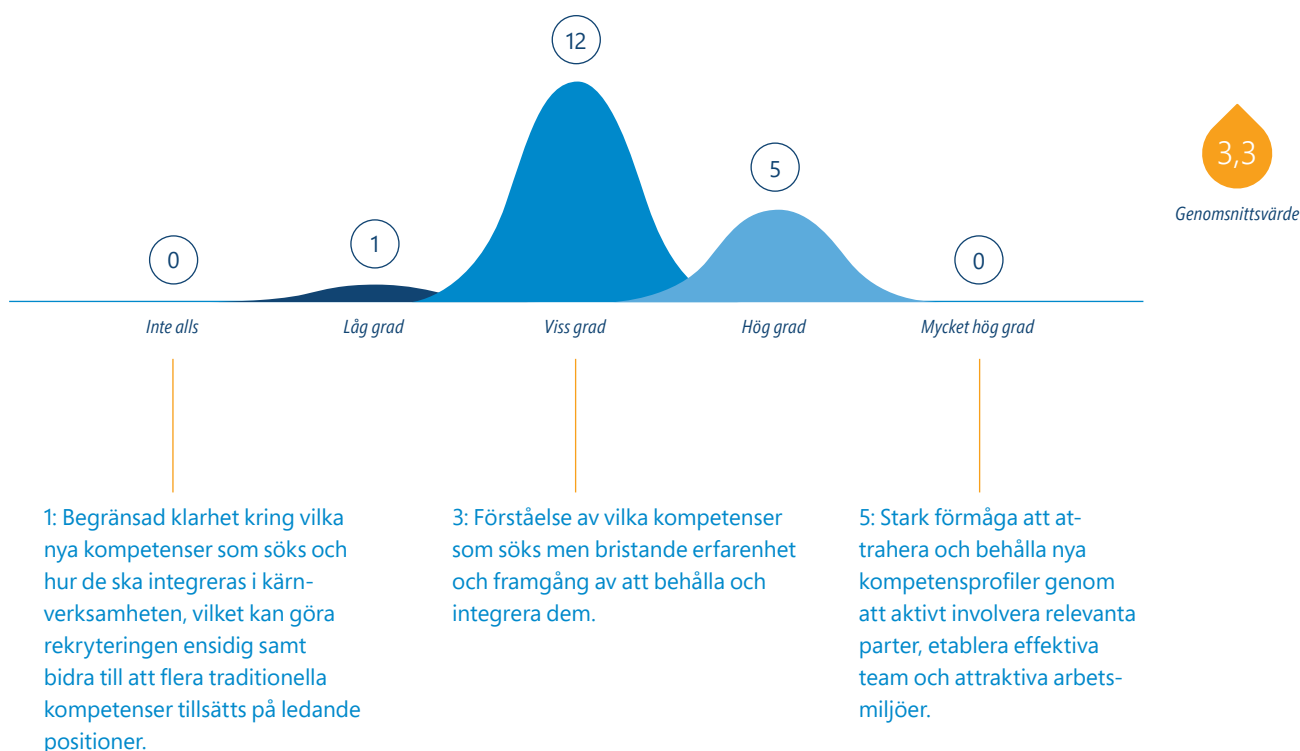 12
5
1
0
0
3,3
Genomsnittsvärde
Inte alls
Låg grad
Viss grad
Hög grad
Mycket hög grad
1: Begränsad klarhet kring vilka
nya kompetenser som söks och
hur de ska integreras i kärn-
verksamheten, vilket kan göra
rekryteringen ensidig samt
bidra till att flera traditionella
kompetenser tillsätts på ledande
positioner.
3: Förståelse av vilka kompetenser
som söks men bristande erfarenhet
och framgång av att behålla och
integrera dem.
5: Stark förmåga att at-
trahera och behålla nya
kompetensprofiler genom
att aktivt involvera relevanta
parter, etablera effektiva
team och attraktiva arbets-
miljöer.